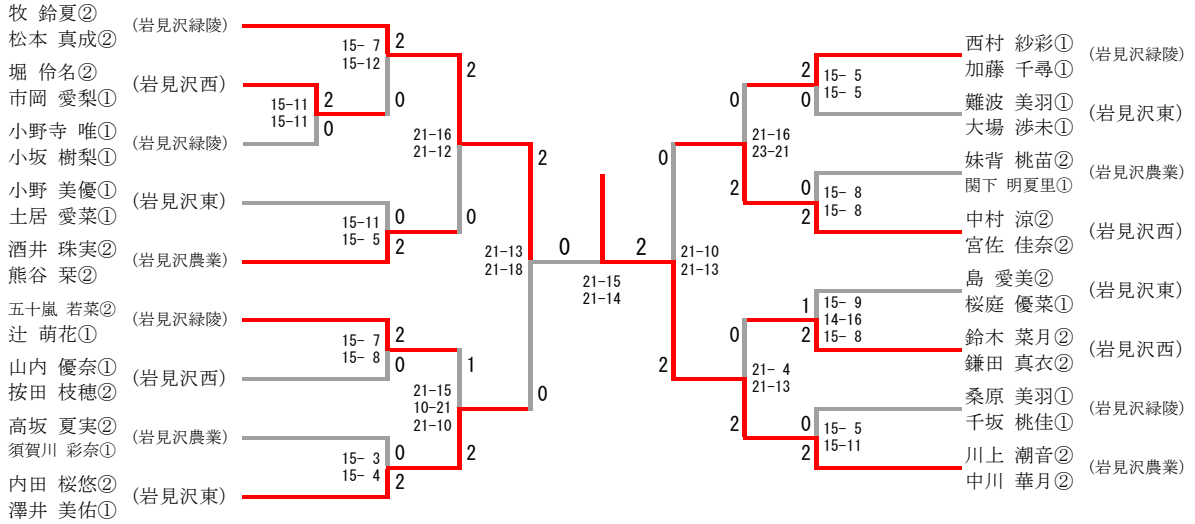 牧 鈴夏②
松本 真成②
(岩見沢緑陵)
堀 伶名②
市岡 愛梨①
(岩見沢西)
小野寺 唯①
小坂 樹梨①
(岩見沢緑陵)
小野 美優①
土居 愛菜①
(岩見沢東)
酒井 珠実②
熊谷 栞②
(岩見沢農業)
五十嵐 若菜②
辻 萌花①
(岩見沢緑陵)
山内 優奈①
按田 枝穂②
(岩見沢西)
高坂 夏実②
須賀川 彩奈①
(岩見沢農業)
内田 桜悠②
澤井 美佑①
(岩見沢東)
15-11
15-11
2
0
15- 7
15-12
2
0
15-11
15- 5
0
2
15- 7
15- 8
2
0
15- 3
15- 4
0
2
21-16
21-12
2
0
21-15
10-21
21-10
1
2
21-13
21-18
2
0
0
2
21-15
21-14
0
2
21-10
21-13
0
2
21-16
23-21
0
2
21- 4
21-13
2
0
15- 5
15- 5
0
2
15- 8
15- 8
1
2
15- 9
14-16
15- 8
0
2
15- 5
15-11
西村 紗彩①
加藤 千尋①
(岩見沢緑陵)
難波 美羽①
大場 渉未①
(岩見沢東)
妹背 桃苗②
関下 明夏里①
(岩見沢農業)
中村 涼②
宮佐 佳奈②
(岩見沢西)
島 愛美②
桜庭 優菜①
(岩見沢東)
鈴木 菜月②
鎌田 真衣②
(岩見沢西)
桑原 美羽①
千坂 桃佳①
(岩見沢緑陵)
川上 潮音②
中川 華月②
(岩見沢農業)